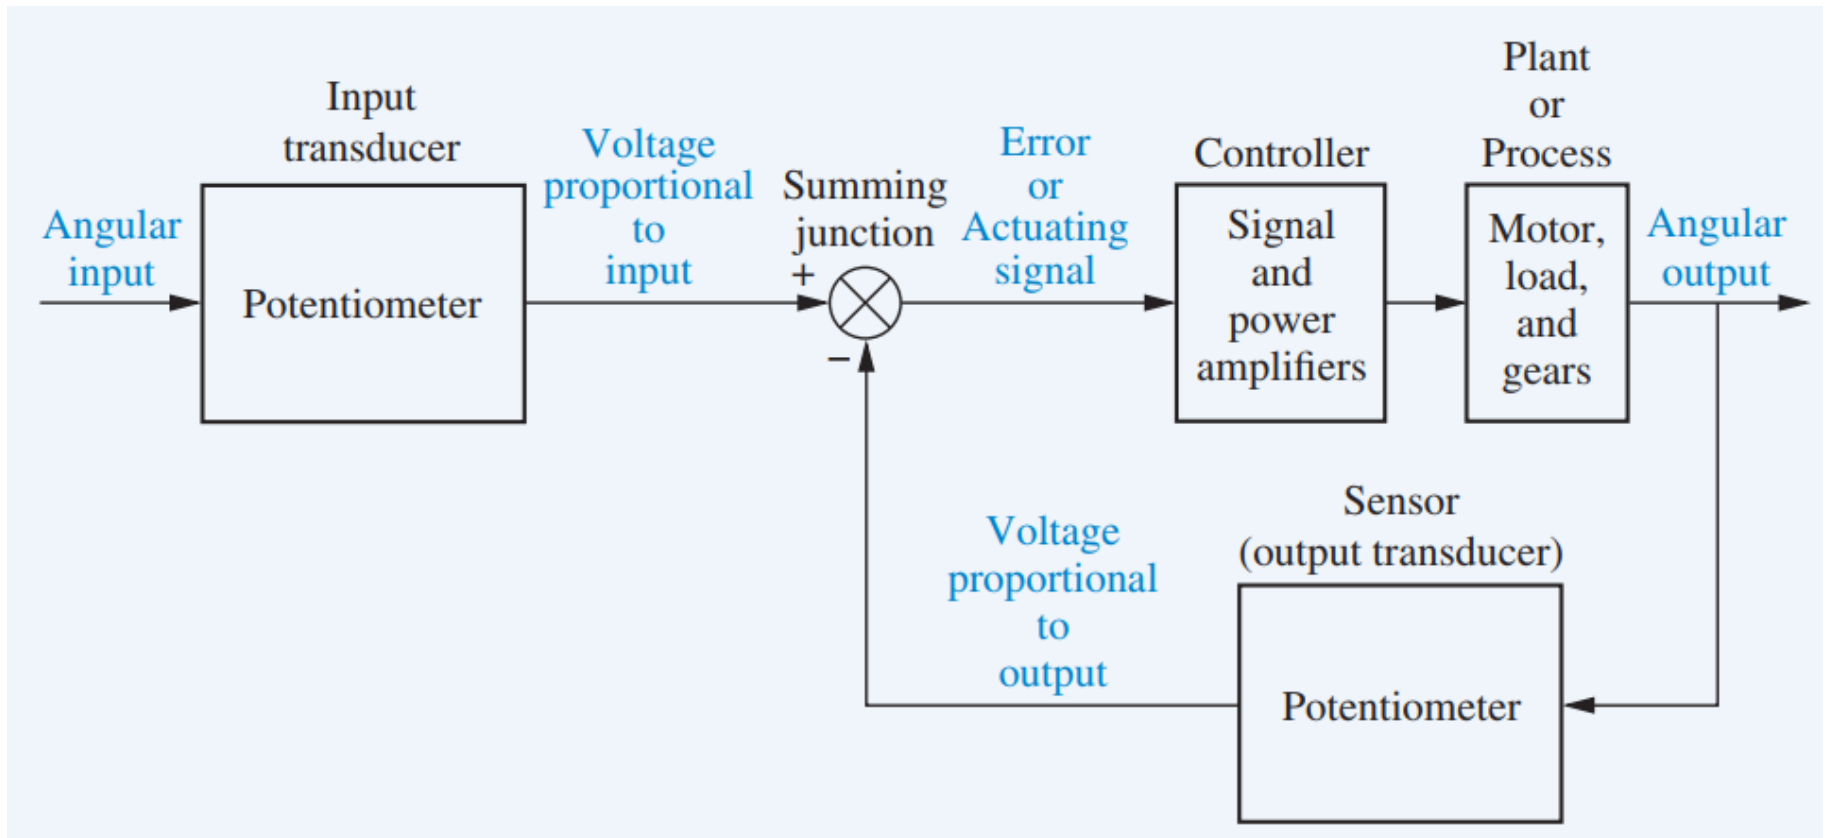 Input
transducer
Angular
input
Potentiometer
Voltage
proportional
to
input
Summing
junction
+
−
Error
or
Actuating
signal
Controller
Signal
and
power
amplifiers
Plant
or
Process
Motor,
load,
and
gears
Angular
output
Sensor
(output transducer)
Potentiometer
Voltage
proportional
to
output